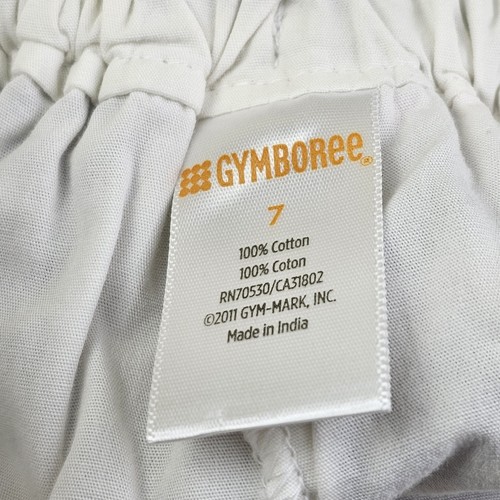 GYMBOREE®
7
100% Cotton
100% Coton
RN70530/CA31802
©2011 GYM-MARK, INC.
Made in India